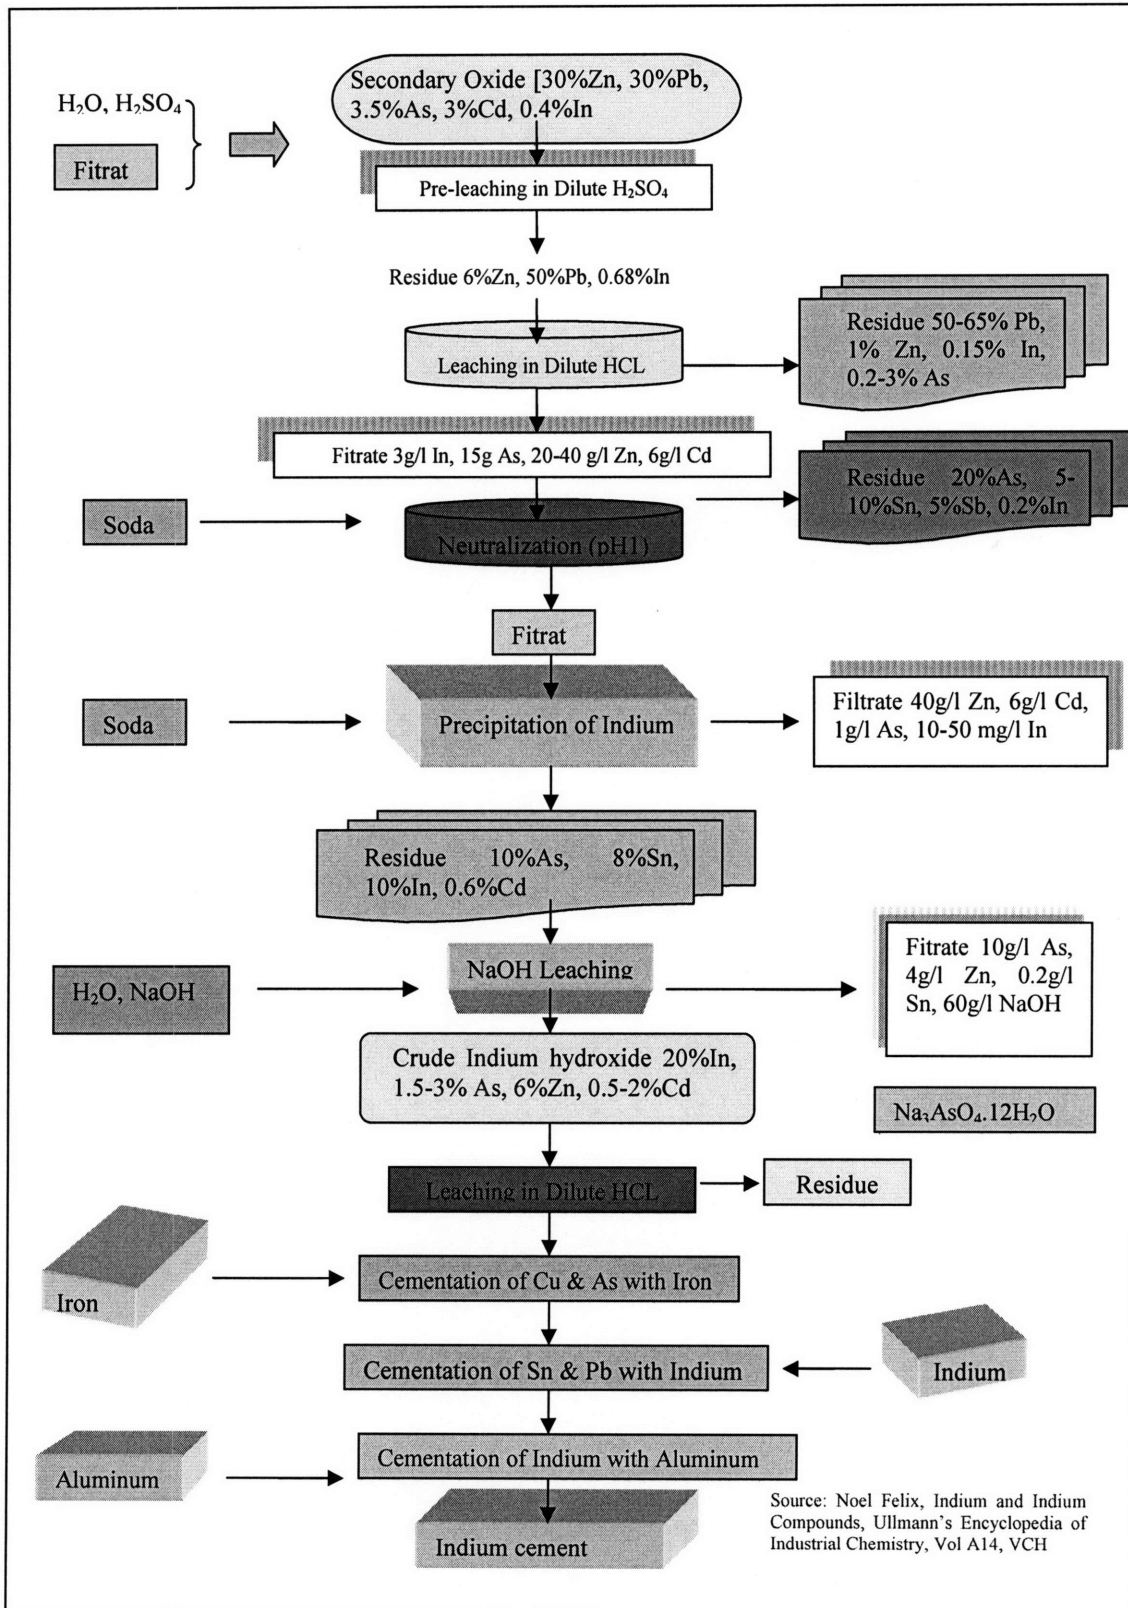 H₂O, H₂SO₄
Fitrat
Secondary Oxide [30%Zn, 30%Pb,
3.5%As, 3%Cd, 0.4%In
Pre-leaching in Dilute H₂SO₄
Residue 6%Zn, 50%Pb, 0.68%In
Leaching in Dilute HCL
Residue 50-65% Pb,
1% Zn, 0.15% In,
0.2-3% As
Fitrate 3g/l In, 15g As, 20-40 g/l Zn, 6g/l Cd
Residue 20%As, 5-
10%Sn, 5%Sb, 0.2%In
Soda
Neutralization (pH1)
Fitrat
Soda
Precipitation of Indium
Filtrate 40g/l Zn, 6g/l Cd,
1g/l As, 10-50 mg/l In
Residue 10%As, 8%Sn,
10%In, 0.6%Cd
H₂O, NaOH
NaOH Leaching
Fitrate 10g/l As,
4g/l Zn, 0.2g/l
Sn, 60g/l NaOH
Crude Indium hydroxide 20%In,
1.5-3% As, 6%Zn, 0.5-2%Cd
Na₃AsO₄.12H₂O
Leaching in Dilute HCL
Residue
Iron
Cementation of Cu & As with Iron
Cementation of Sn & Pb with Indium
Indium
Aluminum
Cementation of Indium with Aluminum
Indium cement
Source: Noel Felix, Indium and Indium
Compounds, Ullmann's Encyclopedia of
Industrial Chemistry, Vol A14, VCH